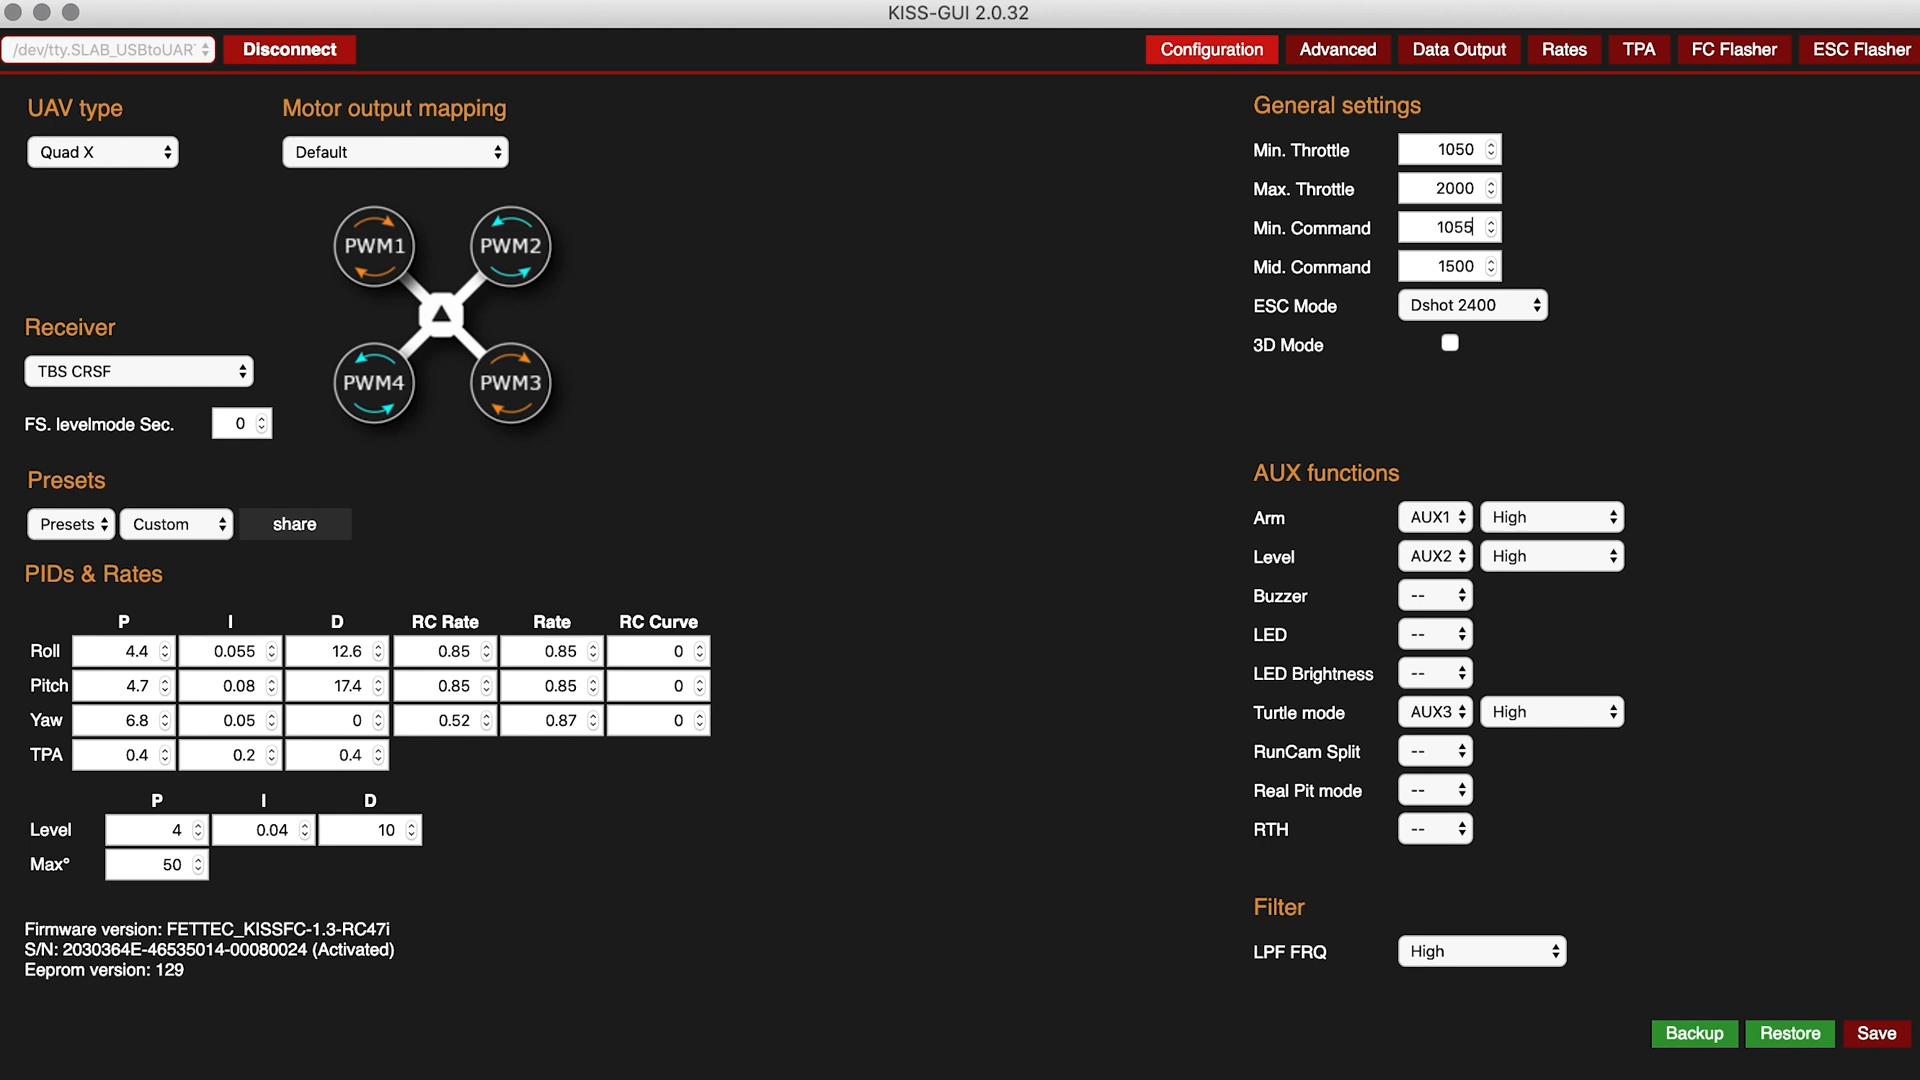 KISS-GUI 2.0.32
/dev/tty.SLAB_USBtoUAR
Disconnect
Configuration Advanced Data Output Rates TPA FC Flasher ESC Flasher
UAV type
Quad X
Motor output mapping
Default
PWM1
PWM2
PWM4
PWM3
Receiver
TBS CRSF
FS. levelmode Sec. 0
Presets
Presets Custom share
PIDs & Rates
P I D RC Rate Rate RC Curve
Roll 4.4 0.055 12.6 0.85 0.85 0
Pitch 4.7 0.08 17.4 0.85 0.85 0
Yaw 6.8 0.05 0 0.52 0.87 0
TPA 0.4 0.2 0.4
P I D
Level 4 0.04 10
Max° 50
Firmware version: FETTEC_KISSFC-1.3-RC47i
S/N: 2030364E-46535014-00080024 (Activated)
Eeprom version: 129
General settings
Min. Throttle 1050
Max. Throttle 2000
Min. Command 1055
Mid. Command 1500
ESC Mode Dshot 2400
3D Mode
AUX functions
Arm AUX1 High
Level AUX2 High
Buzzer --
LED --
LED Brightness --
Turtle mode AUX3 High
RunCam Split --
Real Pit mode --
RTH --
Filter
LPF FRQ High
Backup Restore Save